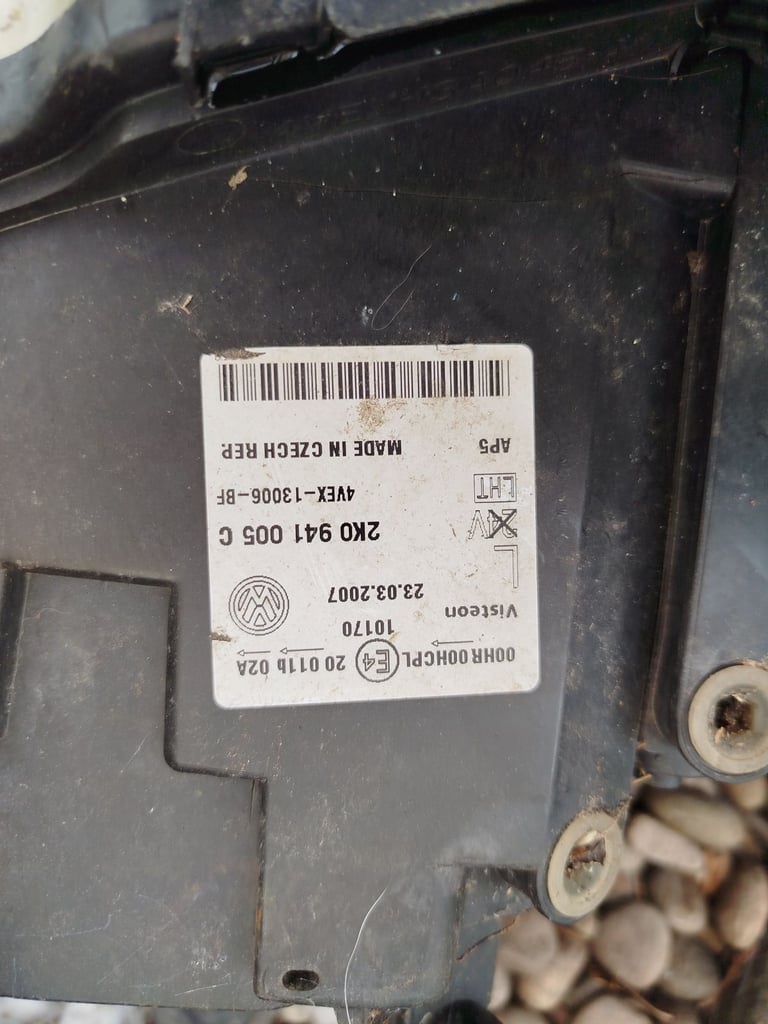 00HR 00HCPL E4 20 011b 02A
10170
Visteon
23.03.2007
L
24V 2K0 941 005 C
LHT 4VEX-13006-BF
AP5 MADE IN CZECH REP.